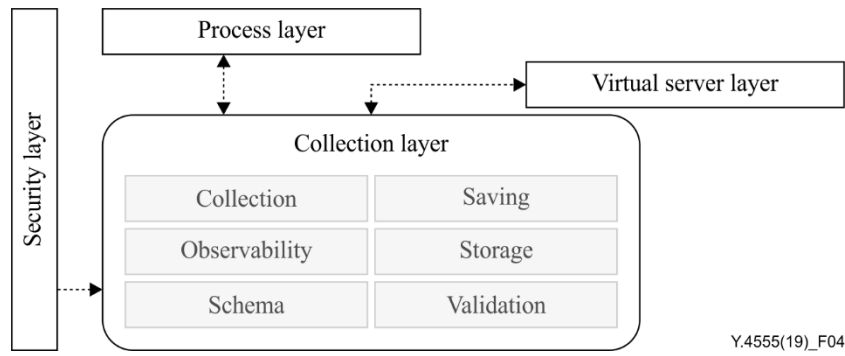 Process layer
Virtual server layer
Security layer
Collection layer
Collection
Saving
Observability
Storage
Schema
Validation
Y.4555(19)_F04